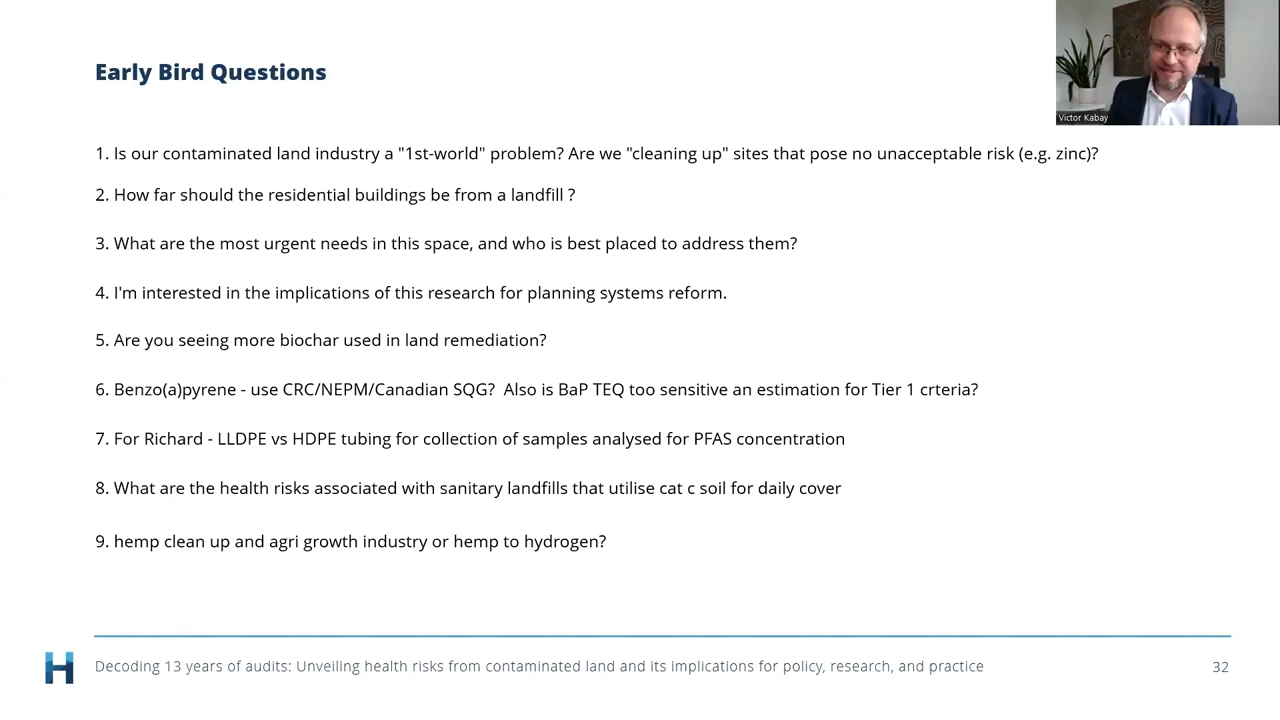 Early Bird Questions
Victor Kabay
1. Is our contaminated land industry a "1st-world" problem? Are we "cleaning up" sites that pose no unacceptable risk (e.g. zinc)?
2. How far should the residential buildings be from a landfill ?
3. What are the most urgent needs in this space, and who is best placed to address them?
4. I'm interested in the implications of this research for planning systems reform.
5. Are you seeing more biochar used in land remediation?
6. Benzo(a)pyrene - use CRC/NEPM/Canadian SQG?  Also is BaP TEQ too sensitive an estimation for Tier 1 crteria?
7. For Richard - LLDPE vs HDPE tubing for collection of samples analysed for PFAS concentration
8. What are the health risks associated with sanitary landfills that utilise cat c soil for daily cover
9. hemp clean up and agri growth industry or hemp to hydrogen?
Decoding 13 years of audits: Unveiling health risks from contaminated land and its implications for policy, research, and practice
32